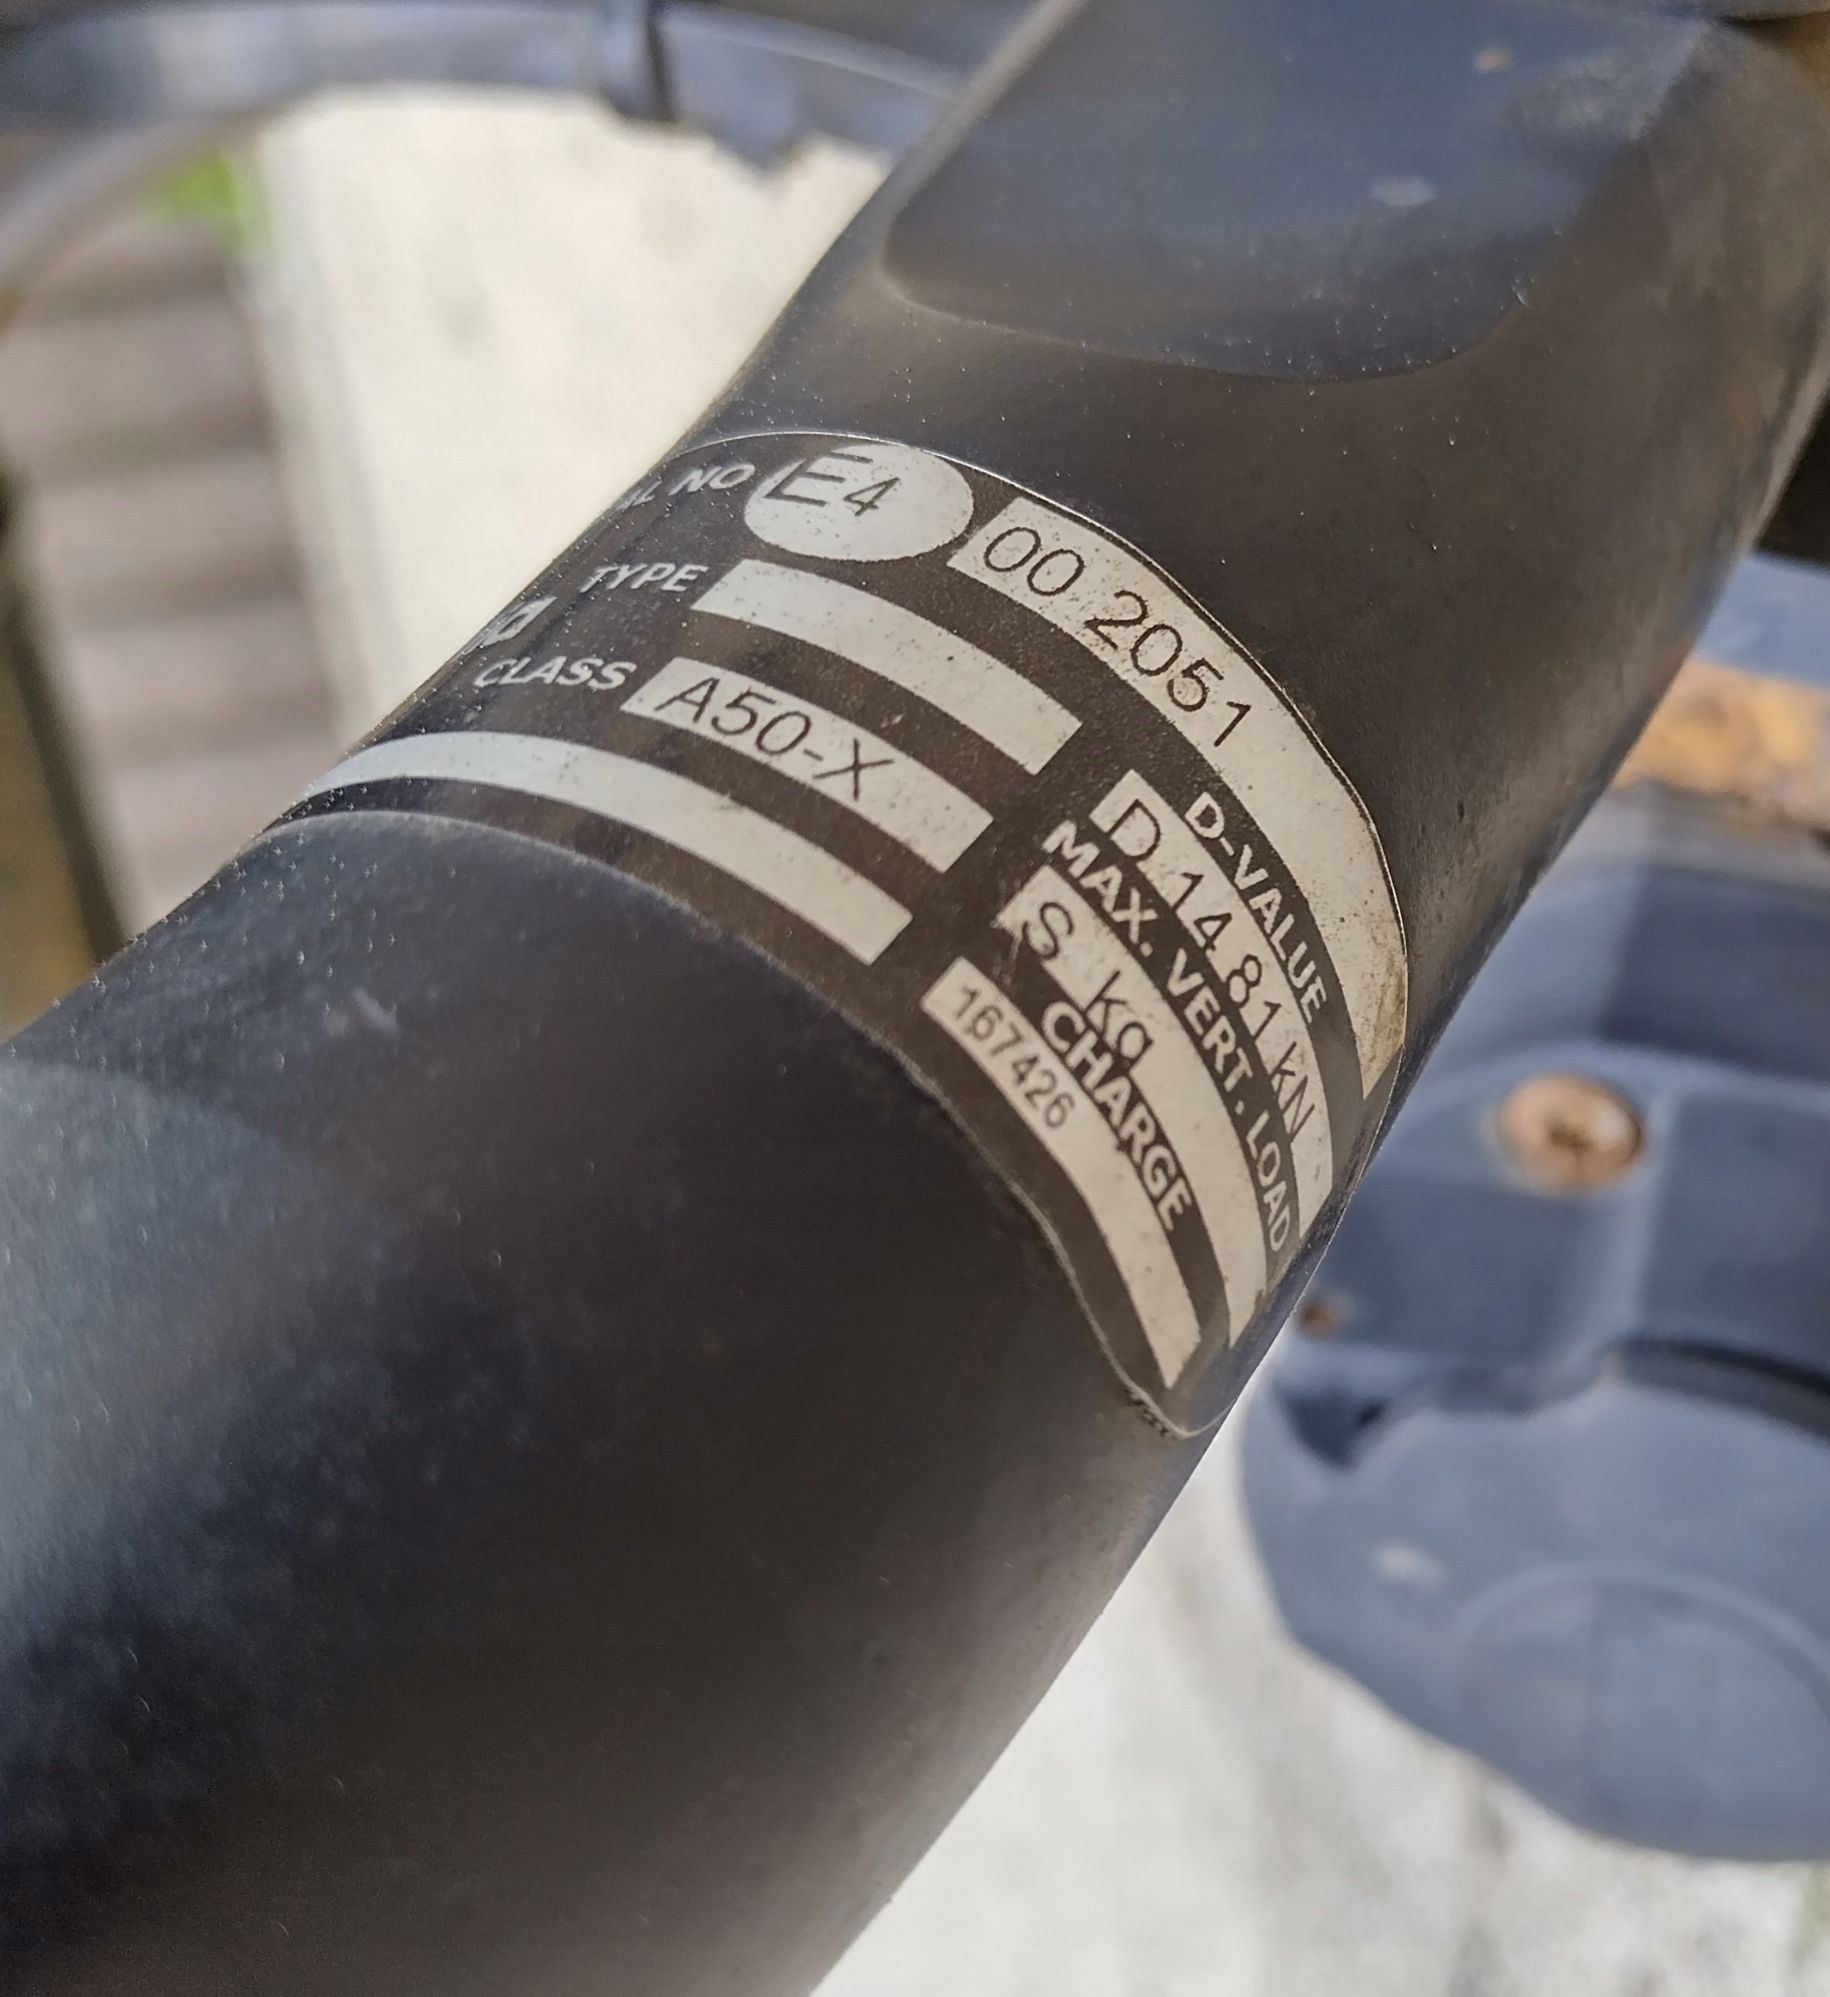 NO E4 00 2051
TYPE
CLASS A50-X
D-VALUE
D 14 81 kN
MAX. VERT. LOAD
S kg
CHARGE
167426